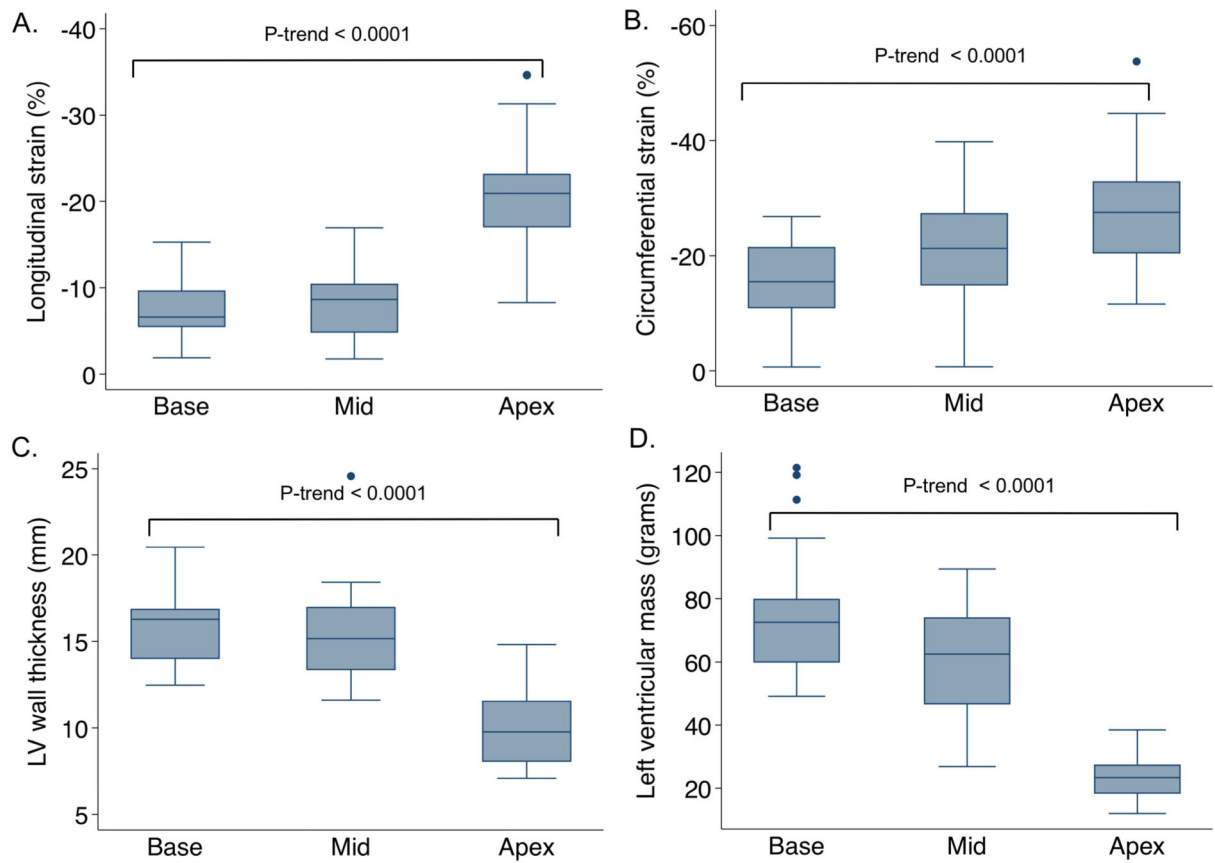 A.
Longitudinal strain (%)
-40
-30
-20
-10
0
P-trend < 0.0001
Base Mid Apex
B.
Circumferential strain (%)
-60
-40
-20
0
P-trend < 0.0001
Base Mid Apex
C.
LV wall thickness (mm)
25
20
15
10
5
P-trend < 0.0001
Base Mid Apex
D.
Left ventricular mass (grams)
120
100
80
60
40
20
P-trend < 0.0001
Base Mid Apex